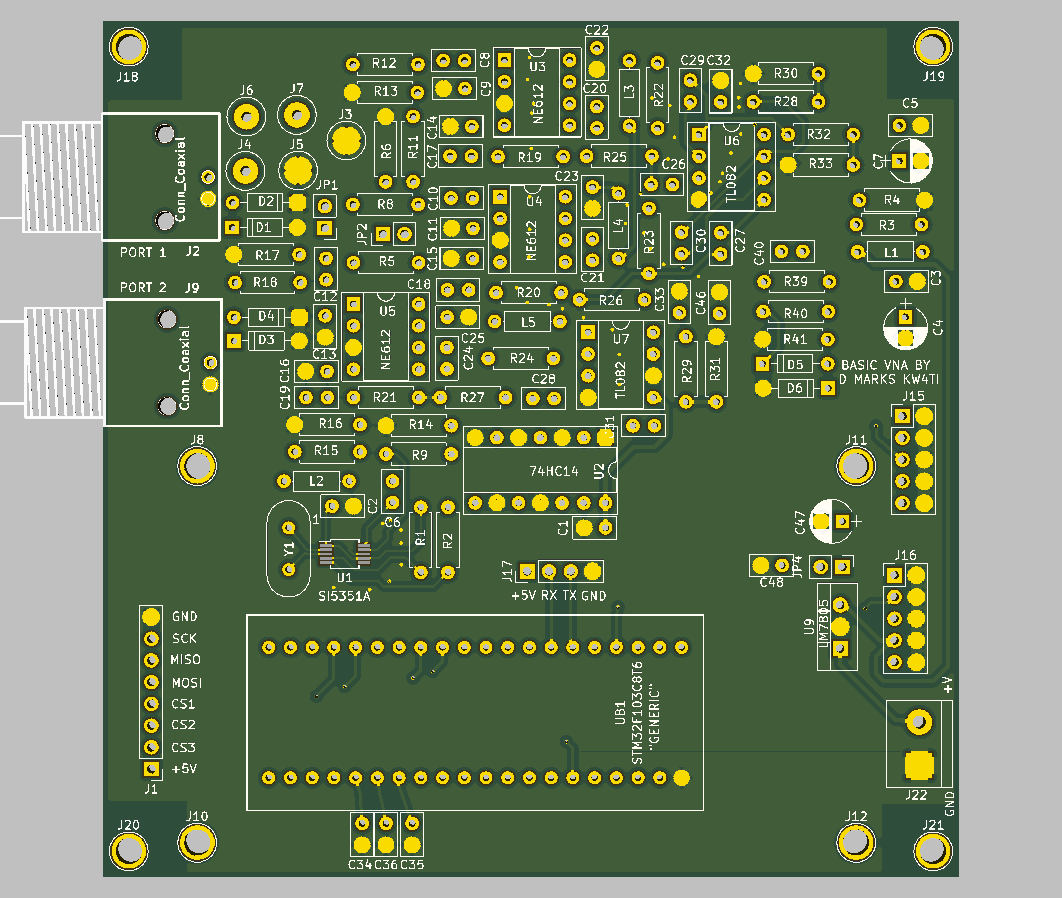 J18
J19
R12
C8
U3
C22
C29
C32
R30
R13
C9
NE612
C20
L3
R22
R28
J6
J7
J3
C14
R6
R11
C17
R19
R25
C26
U6
TL082
R32
C5
R33
C7
J4
J5
Conn_Coaxial
D2
JP1
D1
R8
C10
C11
JP2
C23
U4
NE612
L4
R23
C30
C27
R4
R3
L1
C40
PORT 1
J2
R17
R5
C15
C21
PORT 2
J9
R18
C12
C18
R20
R26
C33
C46
R39
C3
C4
Conn_Coaxial
D4
D3
C13
U5
NE612
L5
C25
C24
R24
U7
TL082
R29
R31
R40
R41
D5
D6
BASIC VNA BY
D MARKS KW4TI
C16
C19
R21
R27
C28
J15
R16
R14
R15
R9
J8
74HC14
U2
J11
L2
C2
C6
C1
C47
1
Y1
R1
R2
U1
SI5351A
J17
+5V RX TX GND
C48
JP4
J16
U9
LM7805
GND
SCK
MISO
MOSI
CS1
CS2
CS3
+5V
J1
UB1
STM32F103C8T6
"GENERIC"
+V
J22
GND
J20
J10
C34
C36
C35
J12
J21